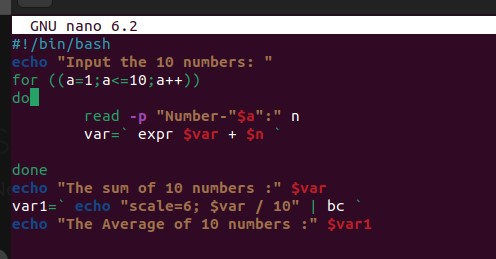 GNU nano 6.2
#!/bin/bash
echo "Input the 10 numbers: "
for ((a=1;a<=10;a++))
do
        read -p "Number-"$a":" n
        var=` expr $var + $n `
done
echo "The sum of 10 numbers :" $var
var1=` echo "scale=6; $var / 10" | bc `
echo "The Average of 10 numbers :" $var1